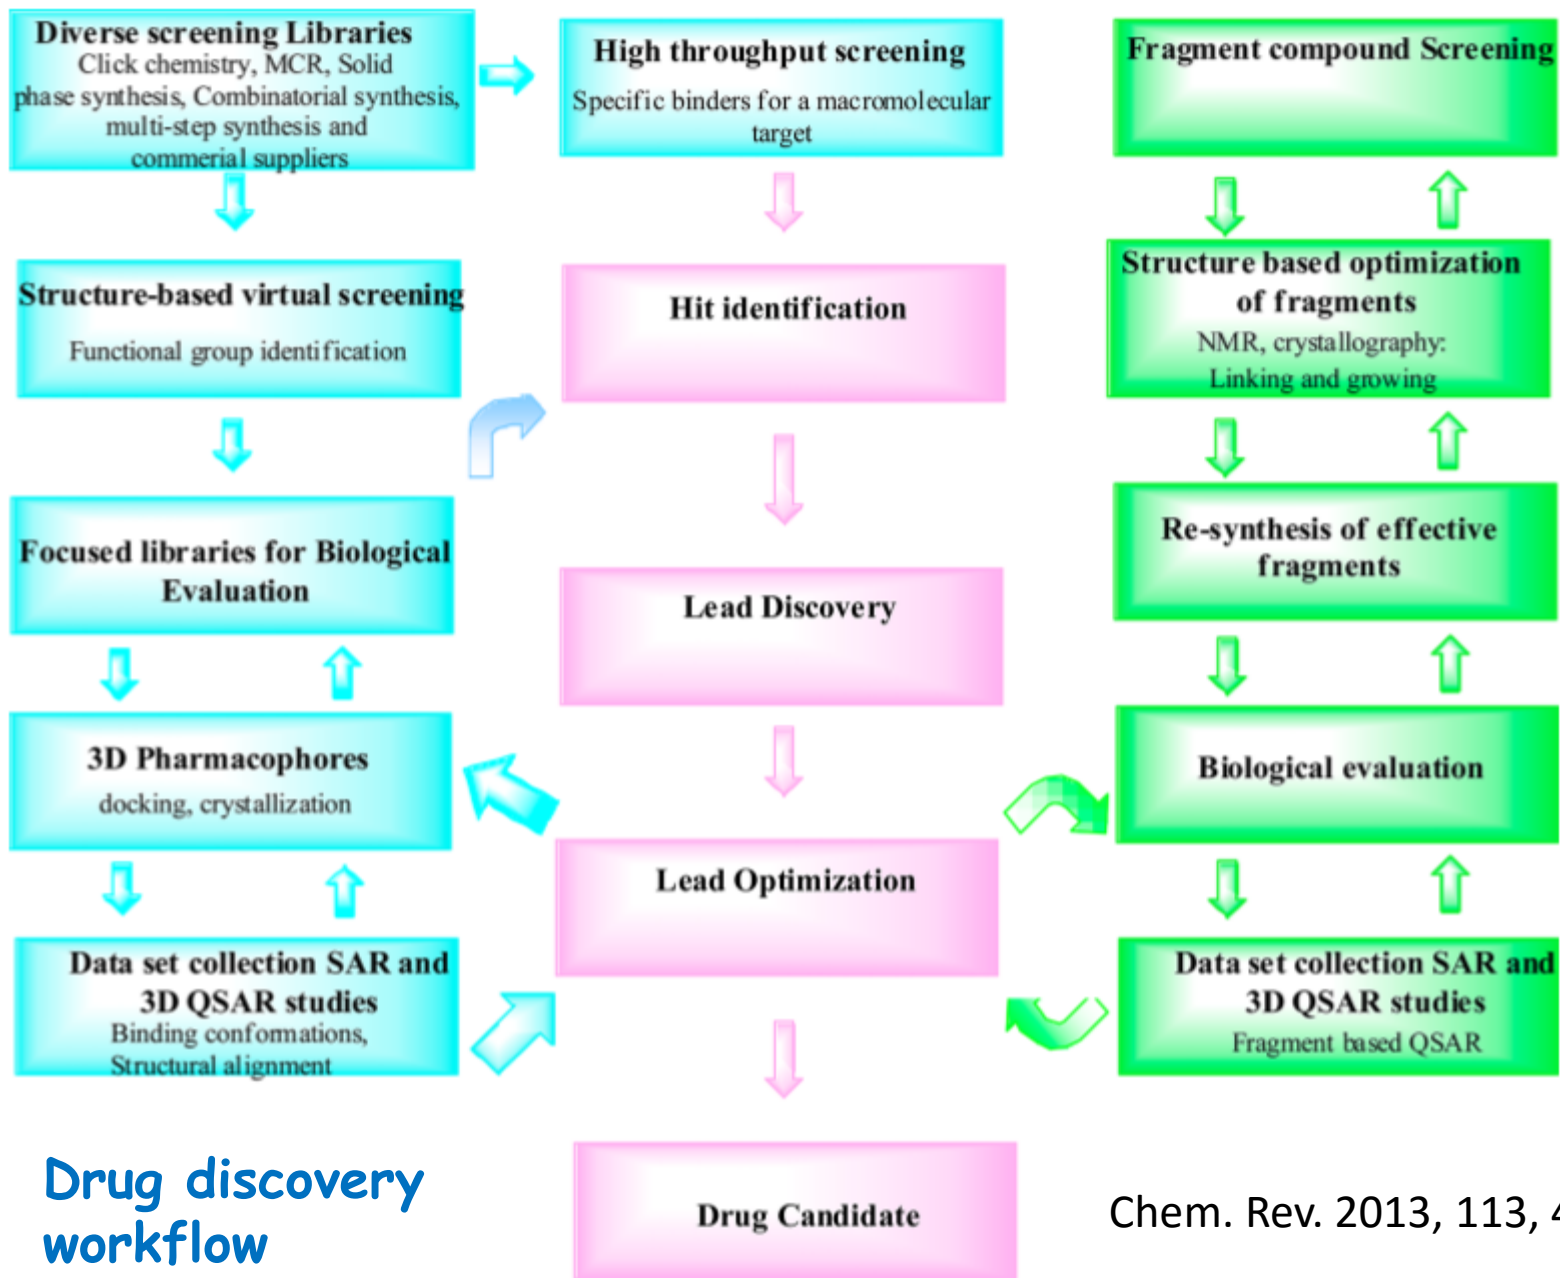 Diverse screening Libraries
Click chemistry, MCR, Solid
phase synthesis, Combinatorial synthesis,
multi-step synthesis and
commerial suppliers
High throughput screening
Specific binders for a macromolecular
target
Fragment compound Screening
Structure-based virtual screening
Functional group identification
Hit identification
Structure based optimization
of fragments
NMR, crystallography:
Linking and growing
Focused libraries for Biological
Evaluation
Lead Discovery
Re-synthesis of effective
fragments
3D Pharmacophores
docking, crystallization
Lead Optimization
Biological evaluation
Data set collection SAR and
3D QSAR studies
Binding conformations,
Structural alignment
Data set collection SAR and
3D QSAR studies
Fragment based QSAR
Drug discovery
workflow
Drug Candidate
Chem. Rev. 2013, 113, 4